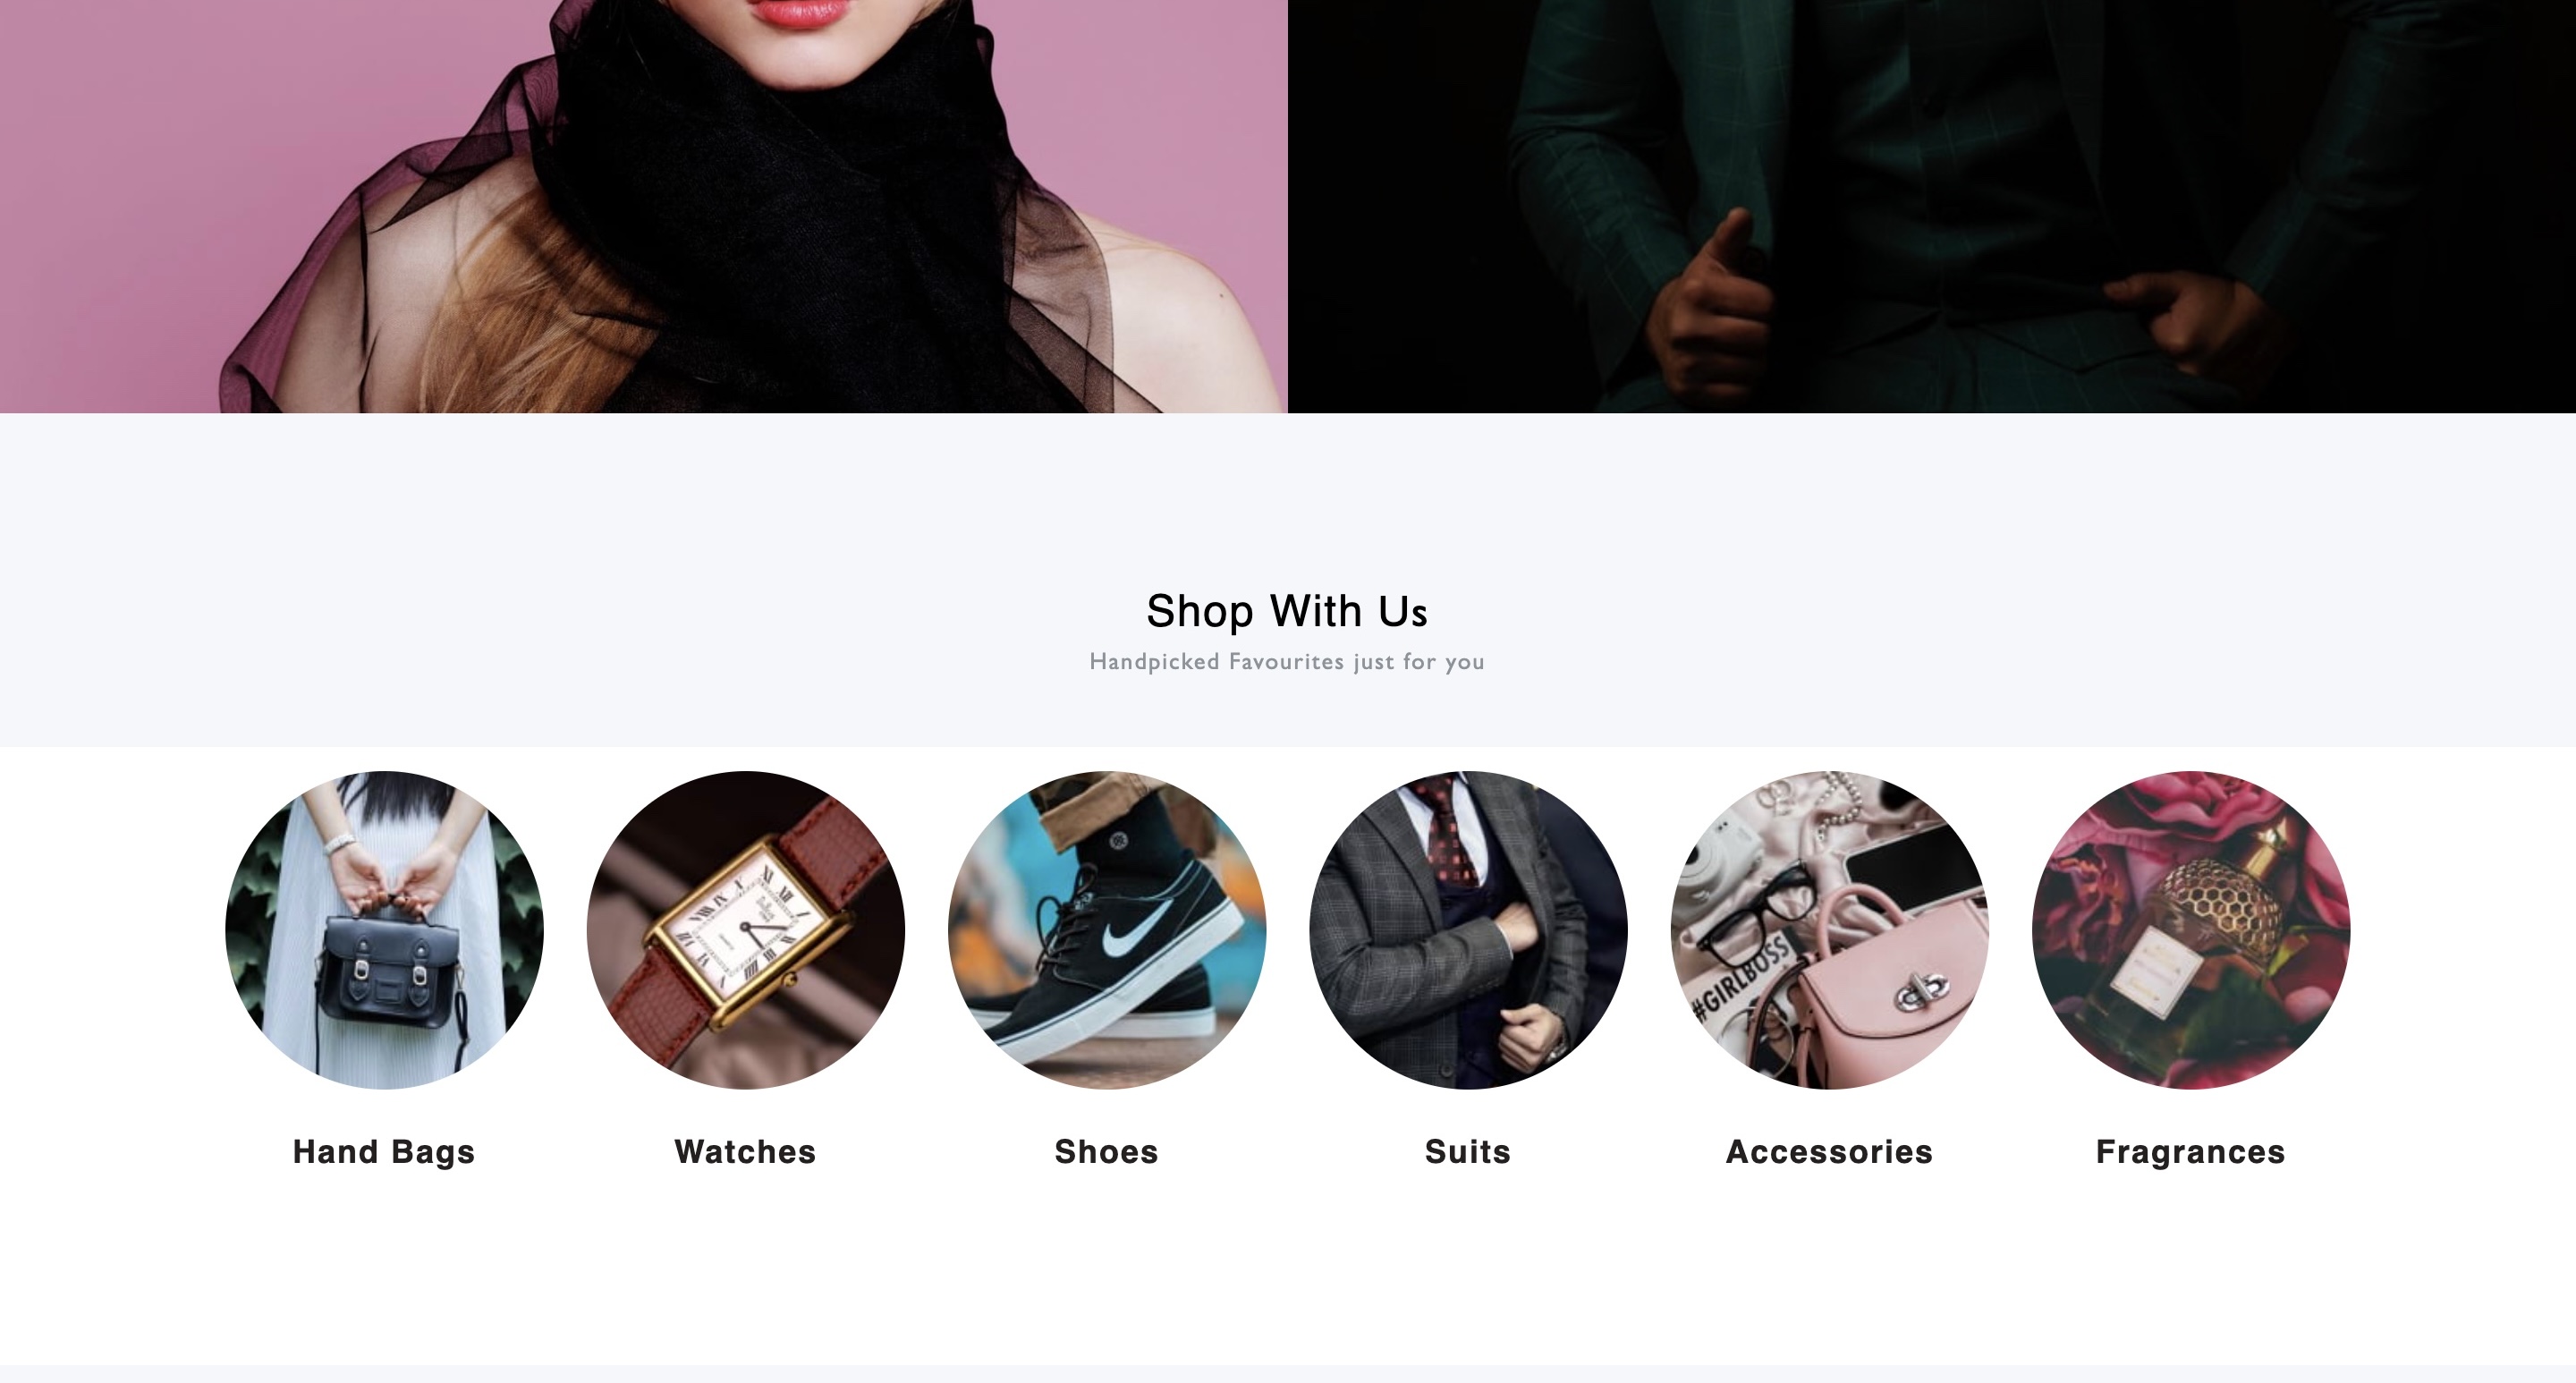 Shop With Us
Handpicked Favourites just for you
#GIRLBOSS
Hand Bags
Watches
Shoes
Suits
Accessories
Fragrances